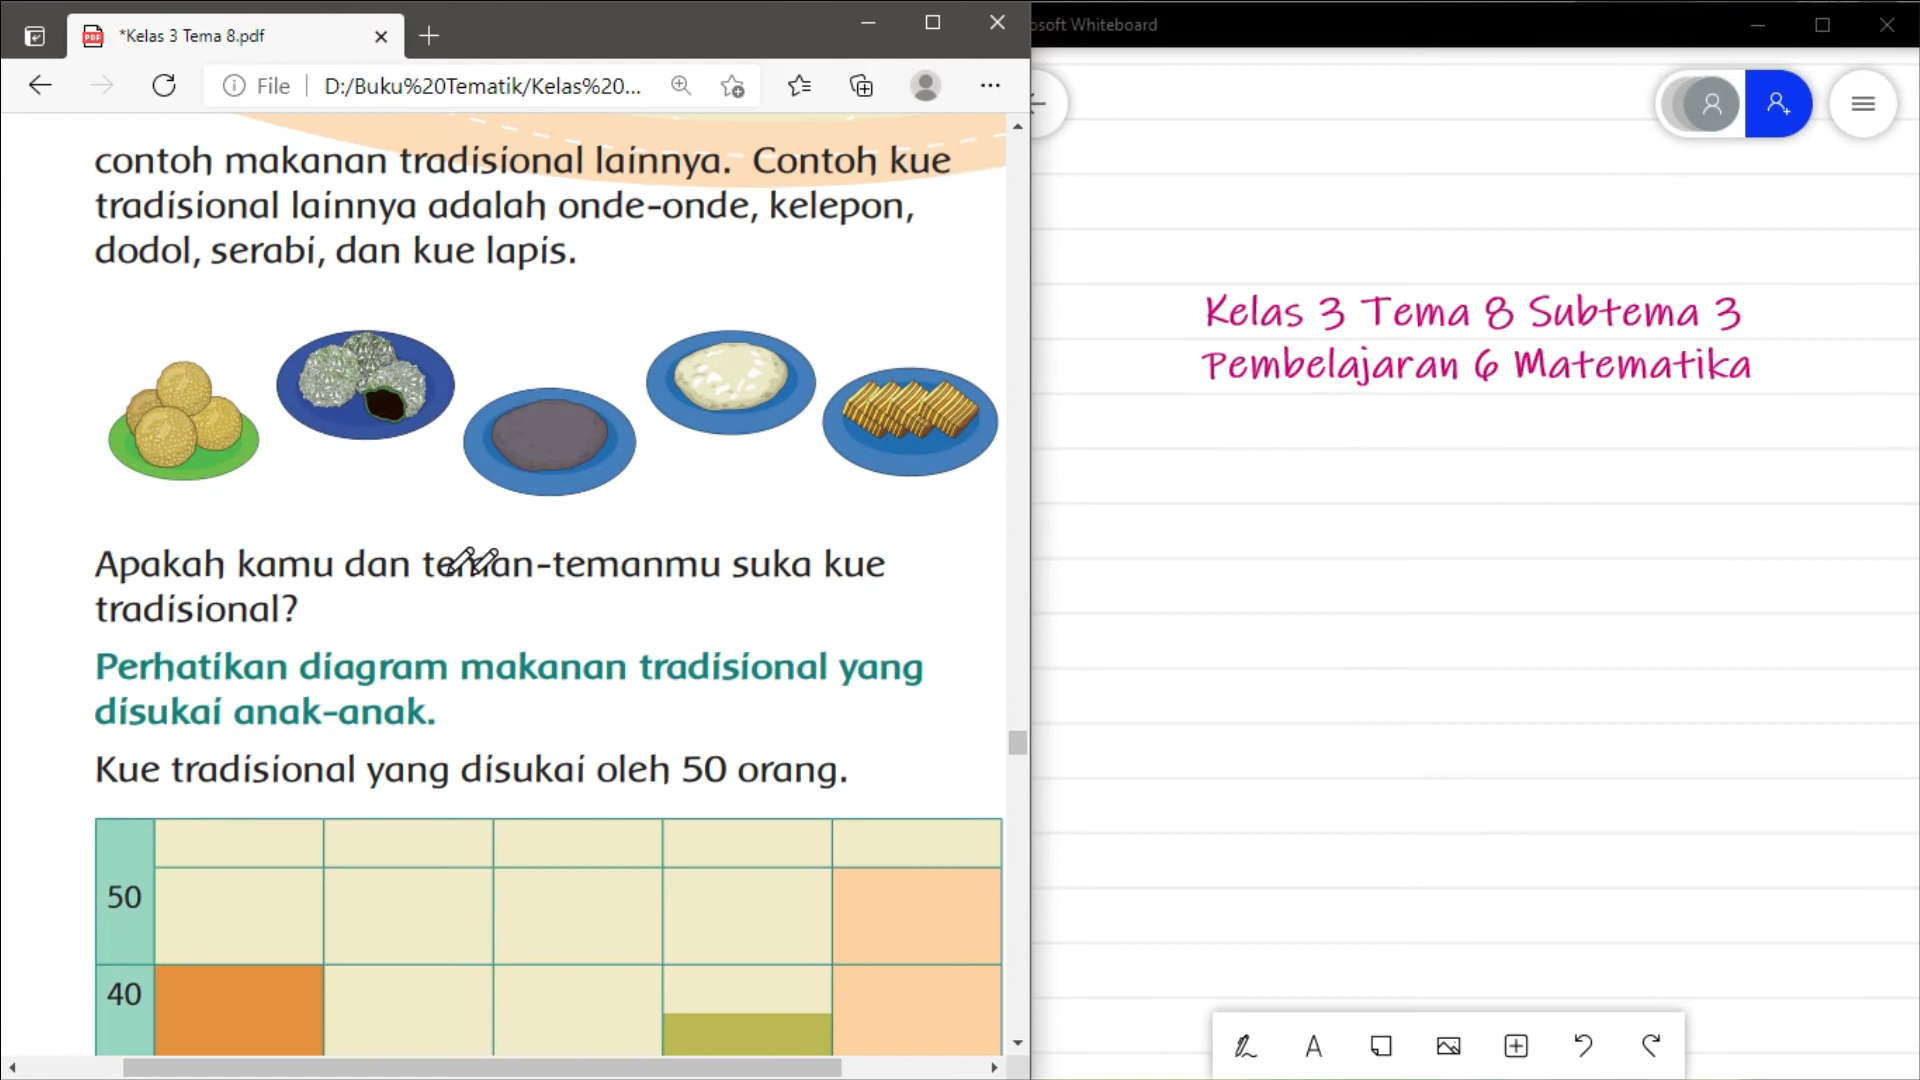 *Kelas 3 Tema 8.pdf
File
D:/Buku%20Tematik/Kelas%20...
osoft Whiteboard
contoh makanan tradisional lainnya. Contoh kue
tradisional lainnya adalah onde-onde, kelepon,
dodol, serabi, dan kue lapis.
Apakah kamu dan teman-temanmu suka kue
tradisional?
Perhatikan diagram makanan tradisional yang
disukai anak-anak.
Kue tradisional yang disukai oleh 50 orang.
50
40
Kelas 3 Tema 8 Subtema 3
Pembelajaran 6 Matematika